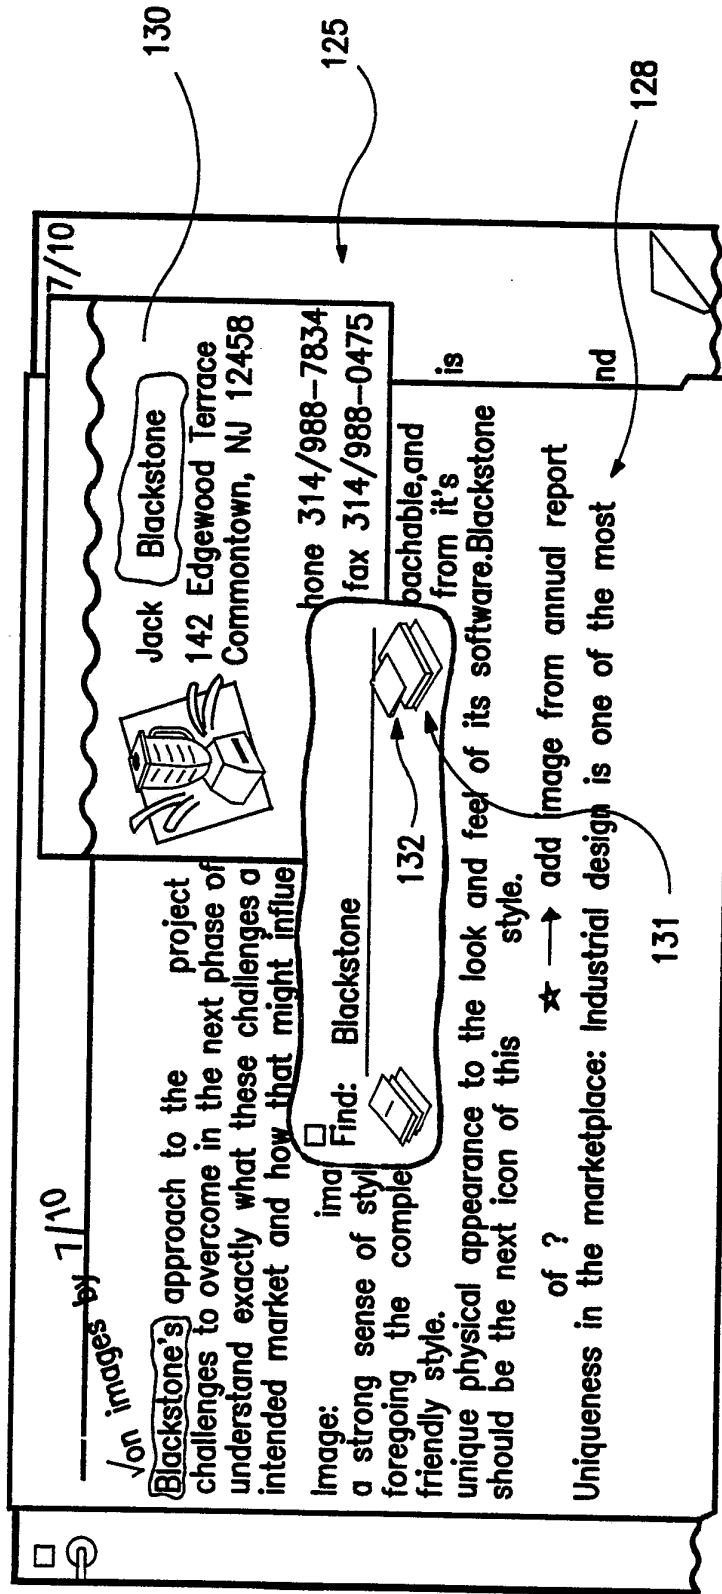 130
125
128
7/10
√on images by 7/10
Jack Blackstone
142 Edgewood Terrace
Commontown, NJ 12458
hone 314/988-7834
fax 314/988-0475
Blackstone's approach to the project
challenges to overcome in the next phase of
understand exactly what these challenges a
intended market and how that might influe
Find: Blackstone
132
131
Image: ima oachable,and is
a strong sense of styl from it's
foregoing the comple
friendly style.
unique physical appearance to the look and feel of its software.Blackstone
should be the next icon of this style.
of ? ☆ → add image from annual report nd
Uniqueness in the marketplace: Industrial design is one of the most